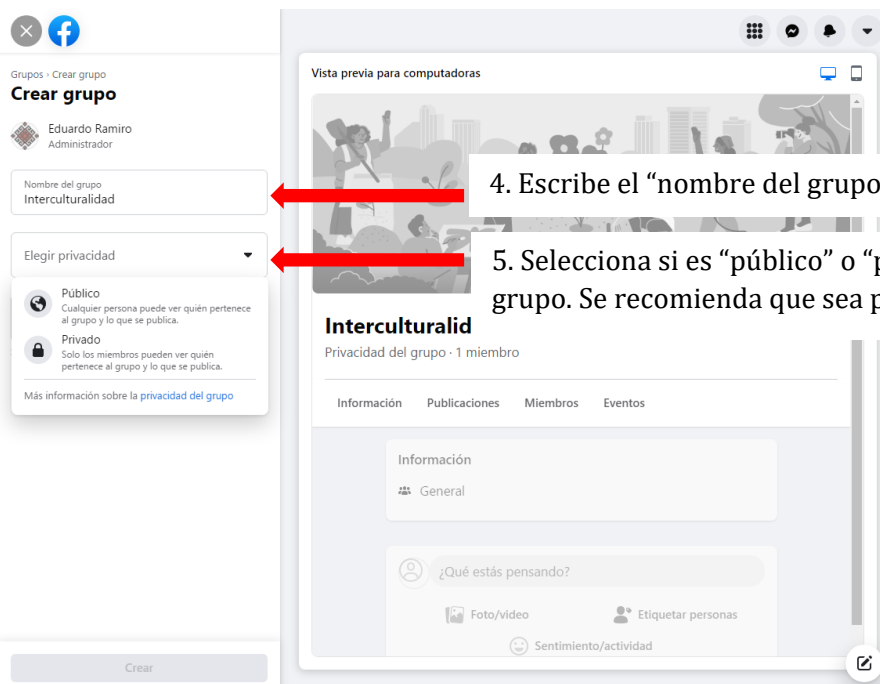 Grupos › Crear grupo
Crear grupo
Eduardo Ramiro
Administrador
Nombre del grupo
Interculturalidad
Elegir privacidad
Público
Cualquier persona puede ver quién pertenece
al grupo y lo que se publica.
Privado
Solo los miembros pueden ver quién
pertenece al grupo y lo que se publica.
Más información sobre la privacidad del grupo
Crear
Vista previa para computadoras
4. Escribe el “nombre del grupo
5. Selecciona si es “público” o “p
grupo. Se recomienda que sea p
Interculturalid
Privacidad del grupo · 1 miembro
Información Publicaciones Miembros Eventos
Información
General
¿Qué estás pensando?
Foto/video Etiquetar personas
Sentimiento/actividad